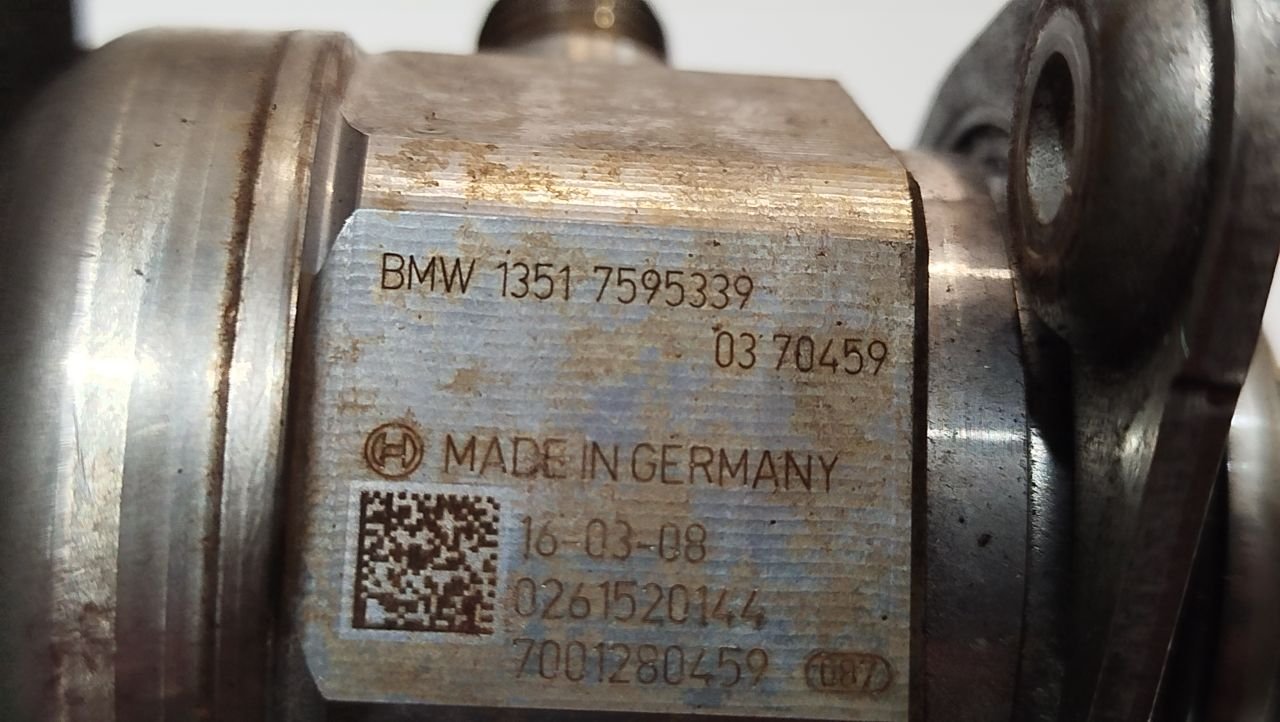 BMW 1351 7595339
03 70459
MADE IN GERMANY
16-03-08
0261520144
7001280459 087